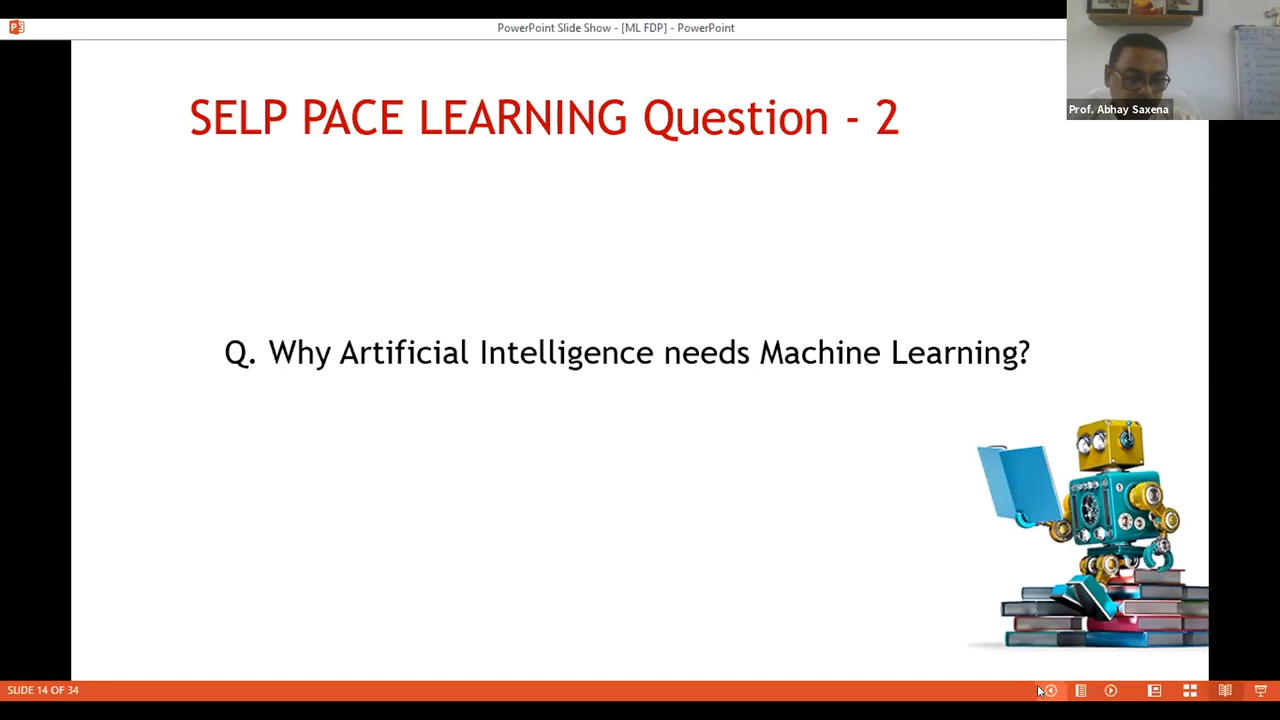 PowerPoint Slide Show - [ML FDP] - PowerPoint
Prof. Abhay Saxena
SELP PACE LEARNING Question - 2
Q. Why Artificial Intelligence needs Machine Learning?
SLIDE 14 OF 34